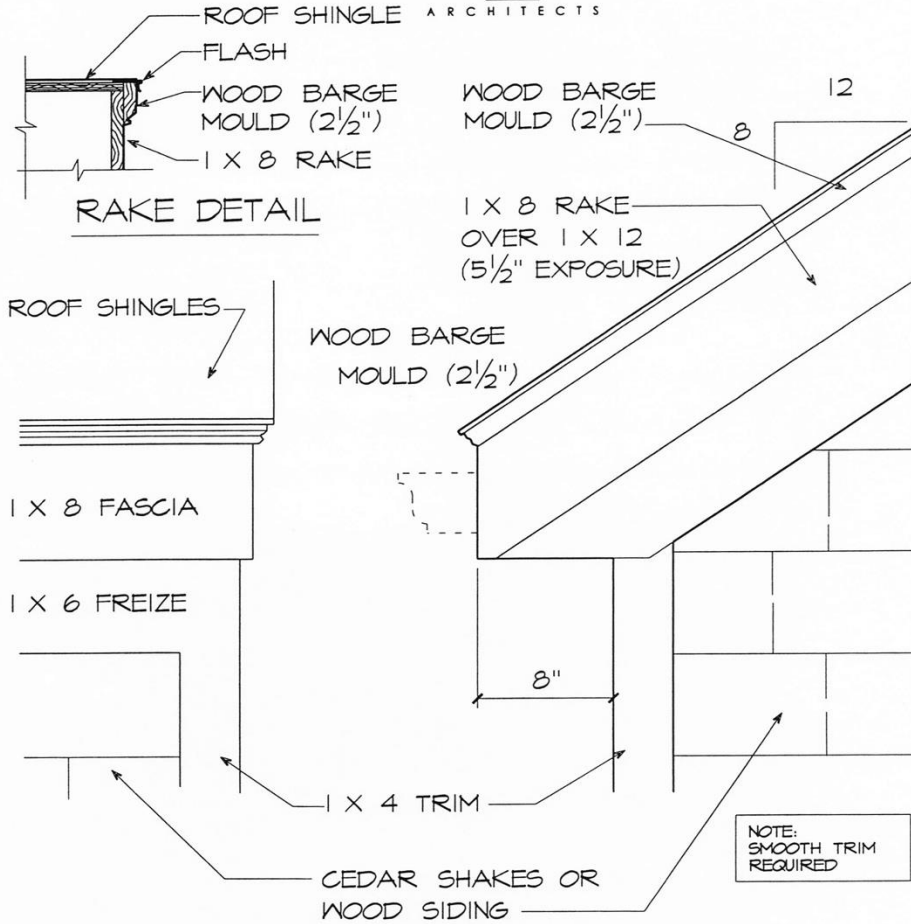 ARCHITECTS
ROOF SHINGLE
FLASH
WOOD BARGE
MOULD (2½")
1 X 8 RAKE
RAKE DETAIL
WOOD BARGE
MOULD (2½")
12
8
1 X 8 RAKE
OVER 1 X 12
(5½" EXPOSURE)
ROOF SHINGLES
WOOD BARGE
MOULD (2½")
1 X 8 FASCIA
1 X 6 FREIZE
8"
1 X 4 TRIM
CEDAR SHAKES OR
WOOD SIDING
NOTE:
SMOOTH TRIM
REQUIRED